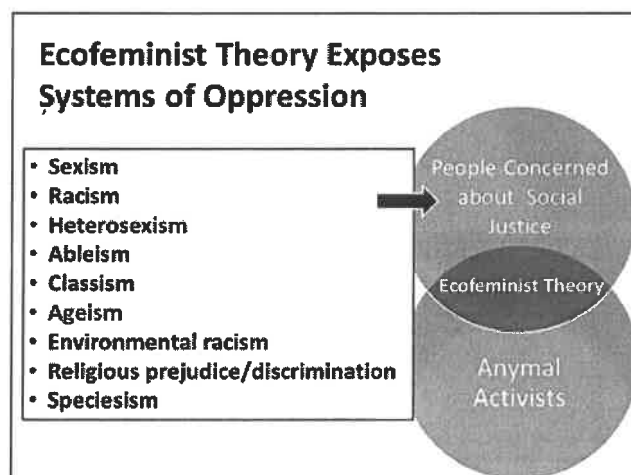 Ecofeminist Theory Exposes
Systems of Oppression
• Sexism
• Racism
• Heterosexism
• Ableism
• Classism
• Ageism
• Environmental racism
• Religious prejudice/discrimination
• Speciesism
People Concerned
about Social
Justice
Ecofeminist Theory
Anymal
Activists